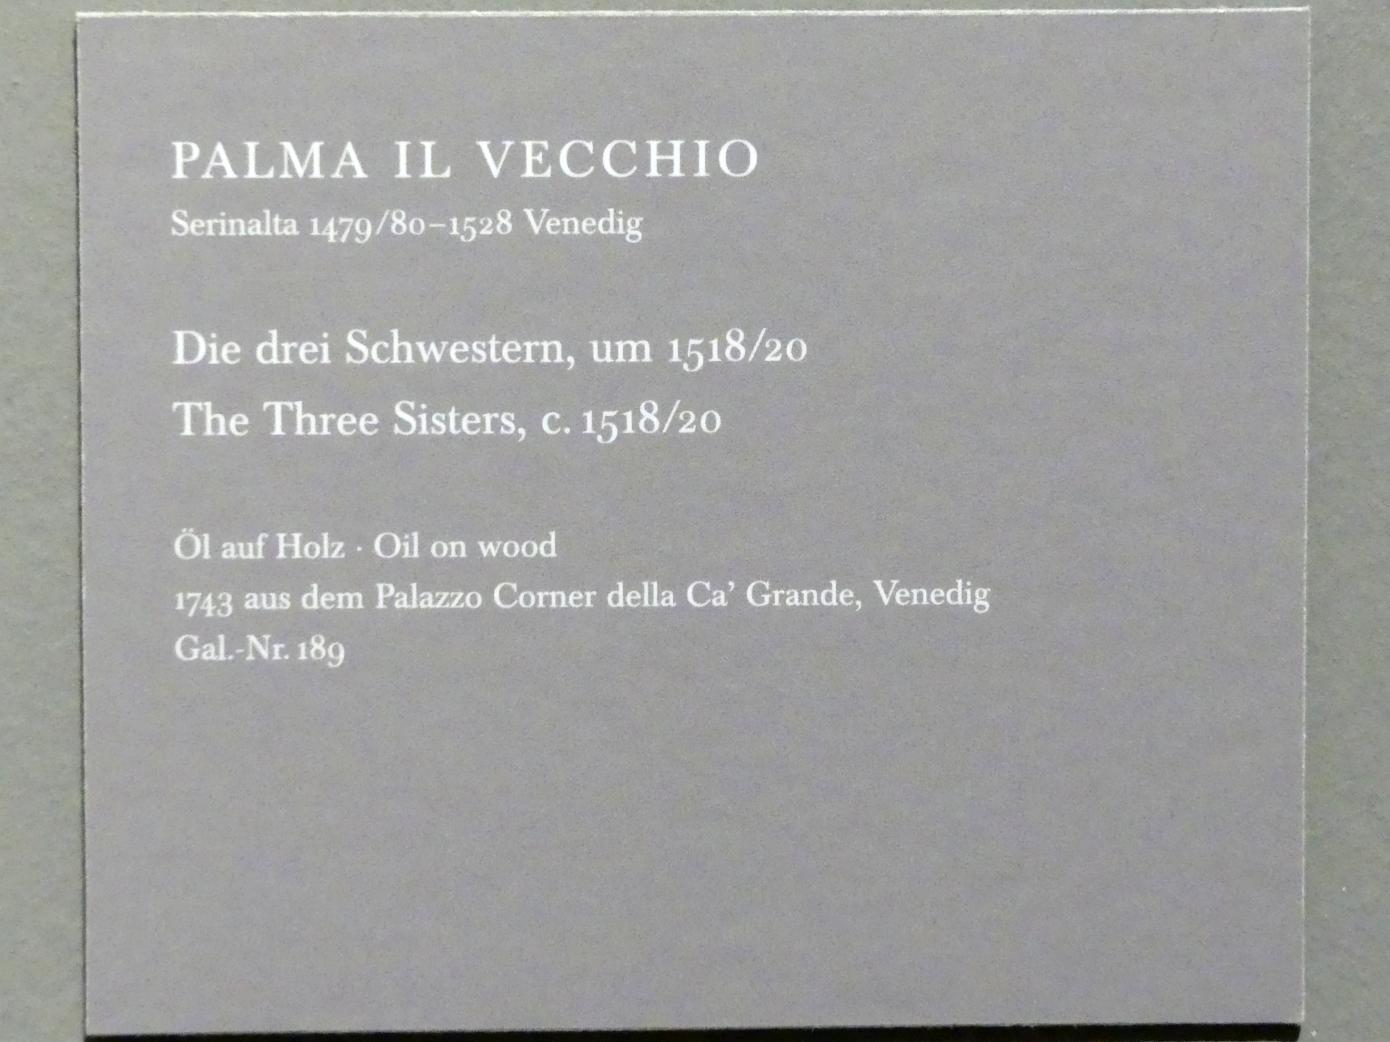 PALMA IL VECCHIO
Serinalta 1479/80–1528 Venedig
Die drei Schwestern, um 1518/20
The Three Sisters, c. 1518/20
Öl auf Holz · Oil on wood
1743 aus dem Palazzo Corner della Ca’ Grande, Venedig
Gal.-Nr. 189